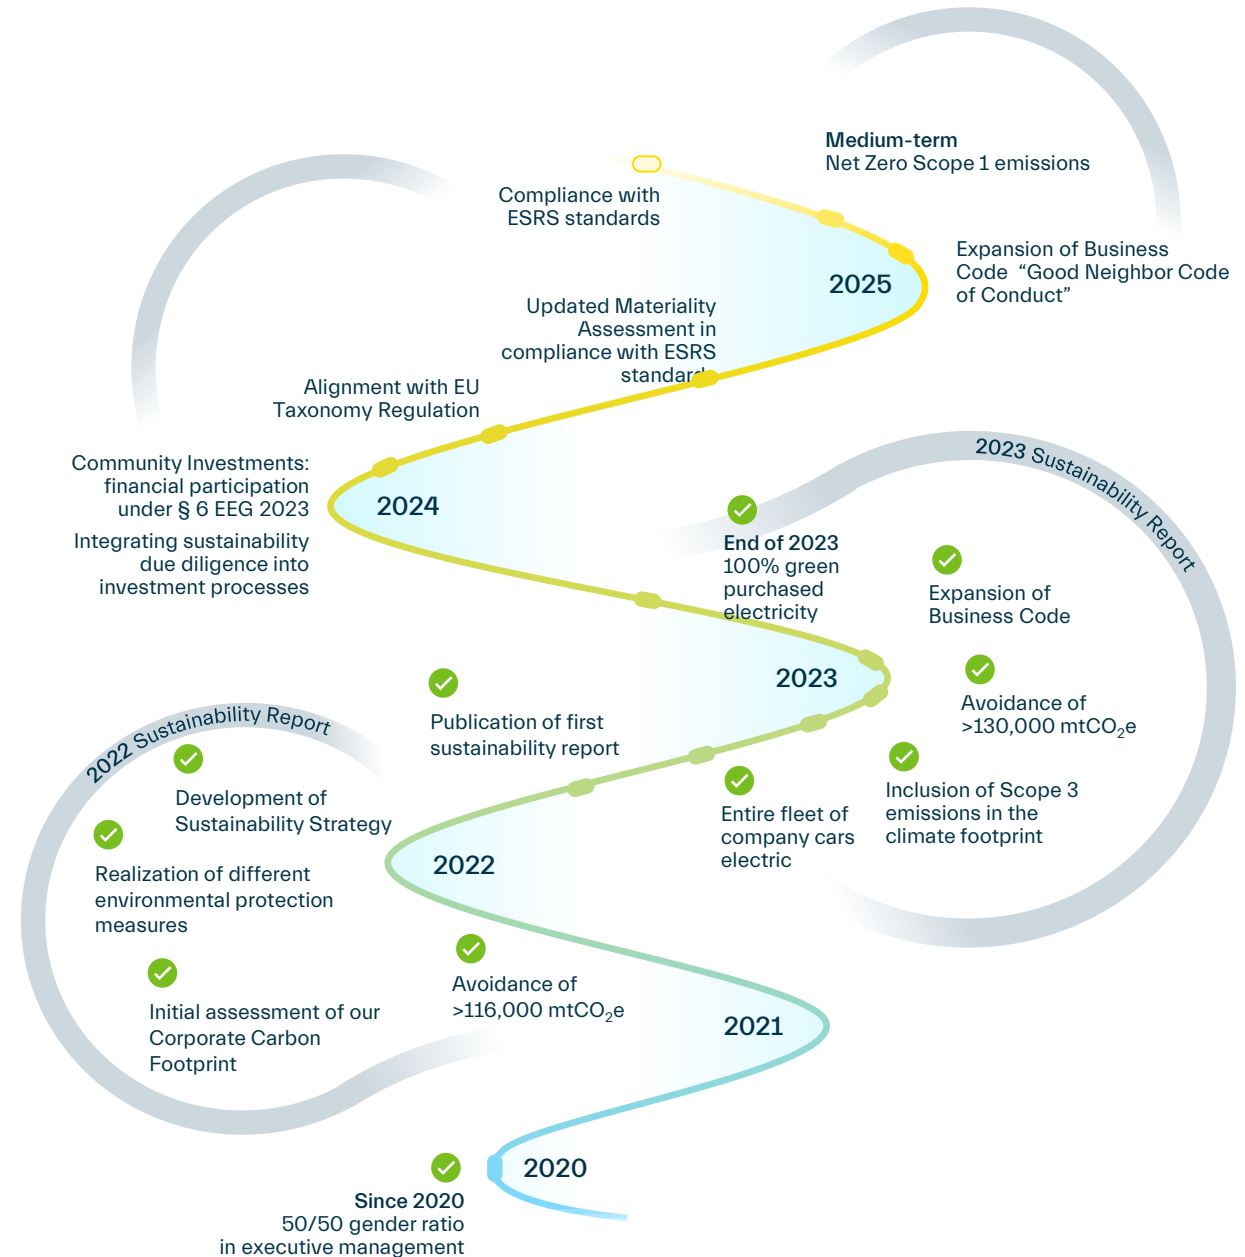 Medium-term
Net Zero Scope 1 emissions
Compliance with
ESRS standards
Expansion of Business
Code “Good Neighbor Code
of Conduct”
2025
Updated Materiality
Assessment in
compliance with ESRS
standards
Alignment with EU
Taxonomy Regulation
Community Investments:
financial participation
under § 6 EEG 2023
2024
Integrating sustainability
due diligence into
investment processes
2023 Sustainability Report
End of 2023
100% green
purchased
electricity
Expansion of
Business Code
2023
Avoidance of
>130,000 mtCO₂e
Publication of first
sustainability report
Inclusion of Scope 3
emissions in the
climate footprint
Entire fleet of
company cars
electric
2022 Sustainability Report
Development of
Sustainability Strategy
2022
Realization of different
environmental protection
measures
Avoidance of
>116,000 mtCO₂e
Initial assessment of our
Corporate Carbon
Footprint
2021
2020
Since 2020
50/50 gender ratio
in executive management